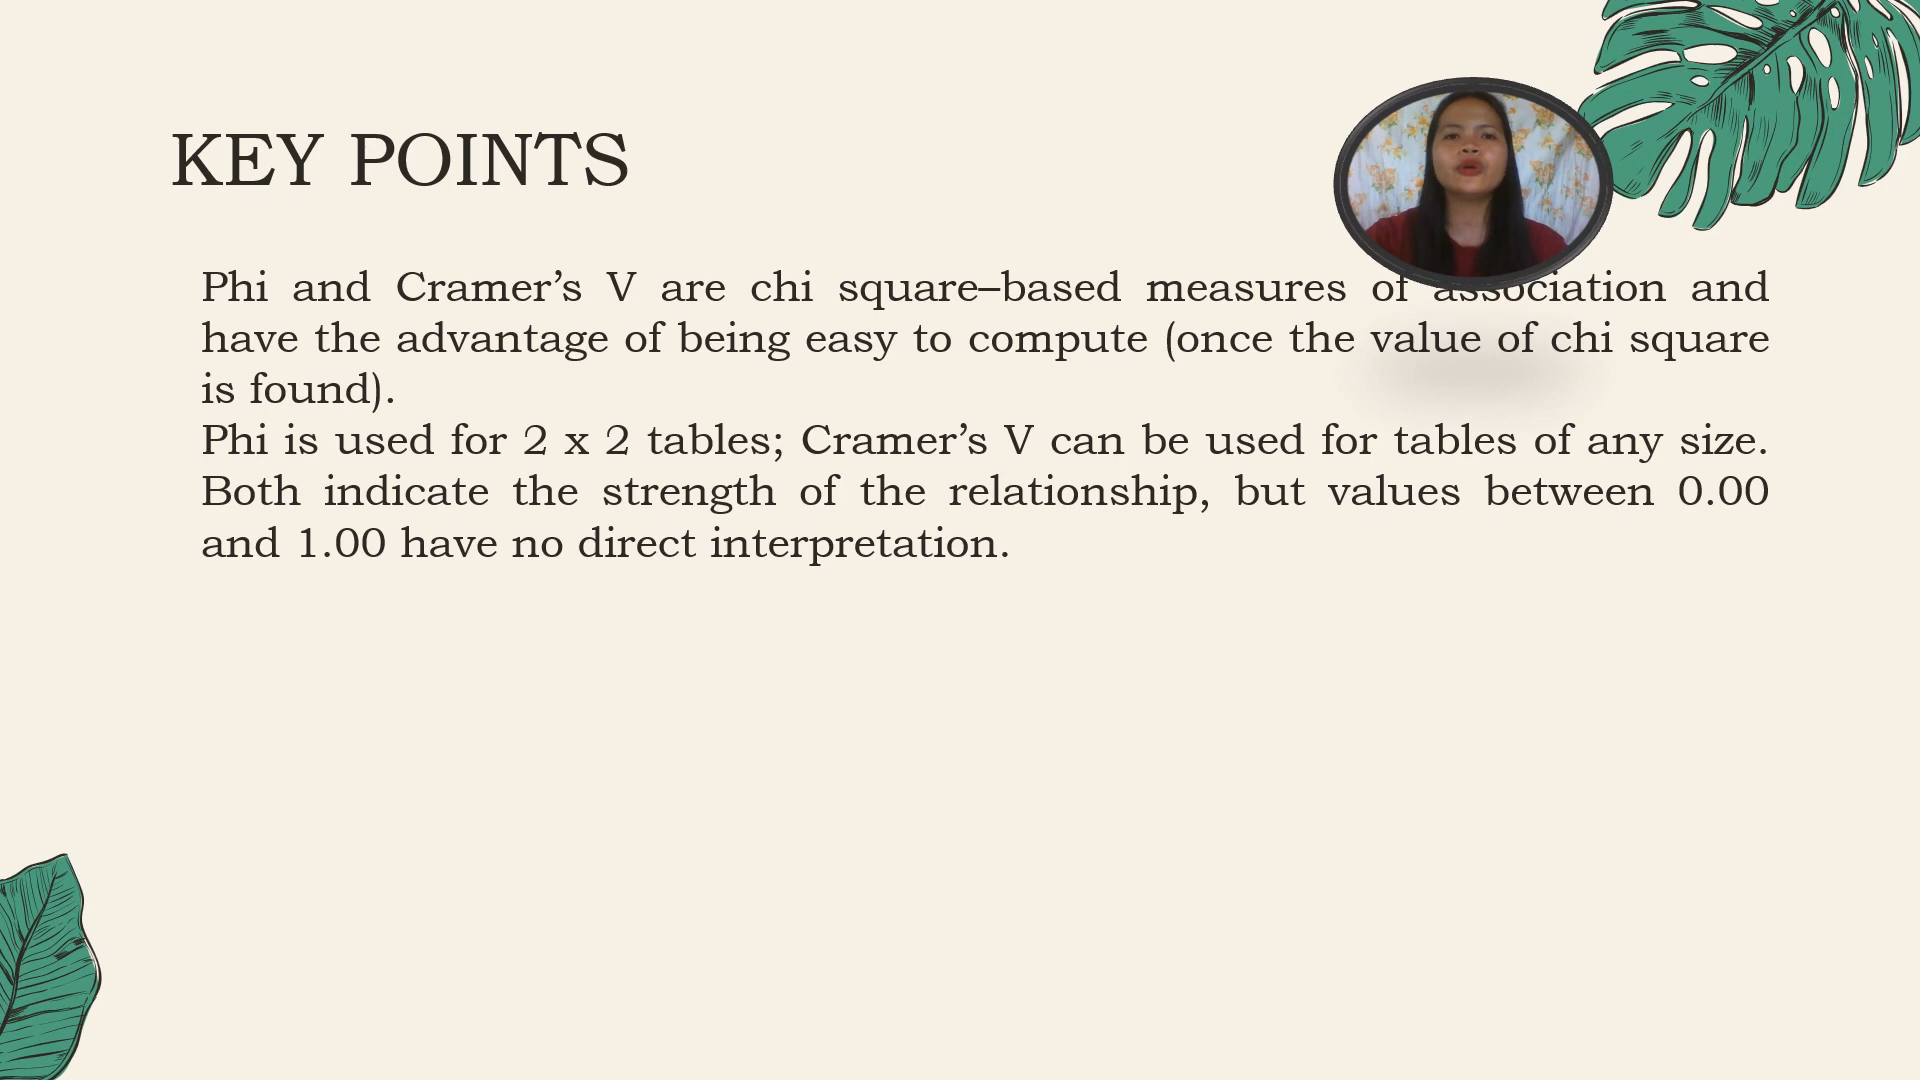 KEY POINTS
Phi and Cramer’s V are chi square–based measures of association and
have the advantage of being easy to compute (once the value of chi square
is found).
Phi is used for 2 x 2 tables; Cramer’s V can be used for tables of any size.
Both indicate the strength of the relationship, but values between 0.00
and 1.00 have no direct interpretation.